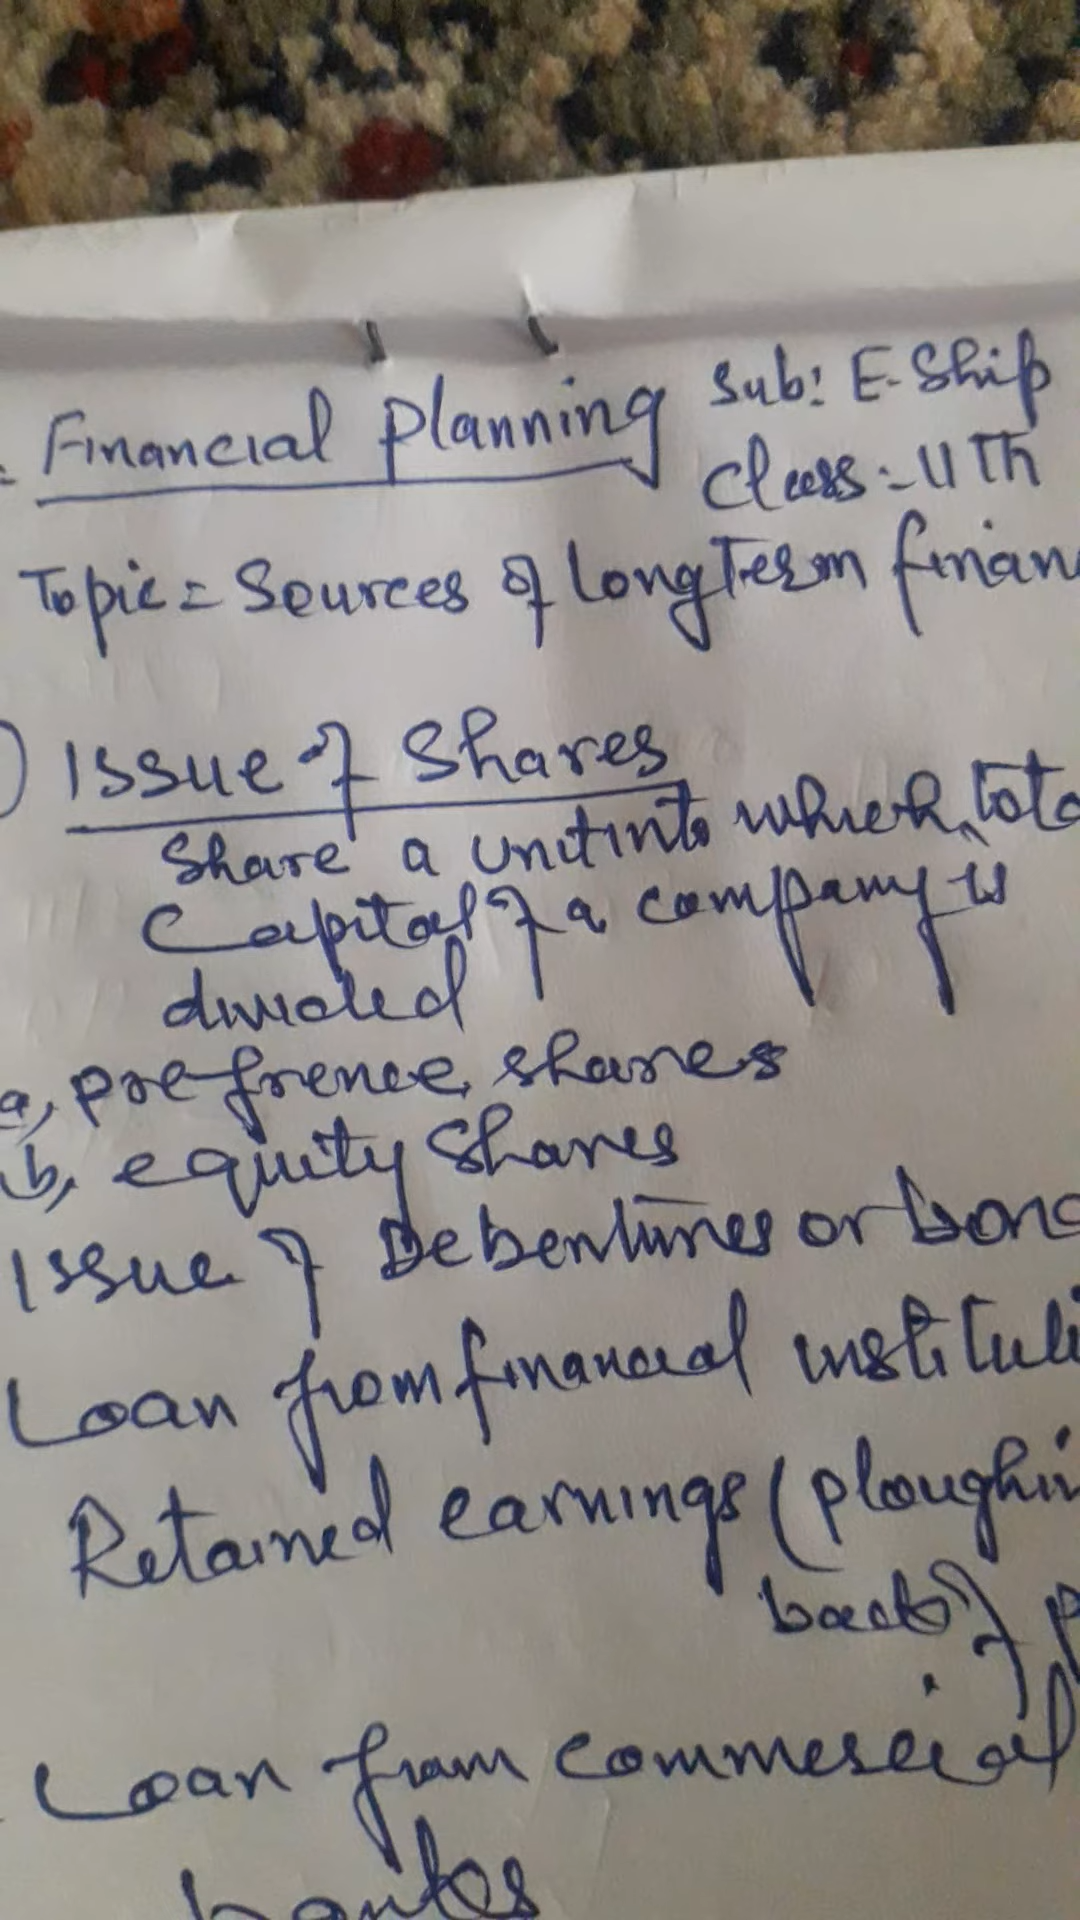 Financial planning
Sub: E-Ship
Class:-11Th
Topic = Sources of long Term finan
1) Issue of Shares
Share a unit into which tota
Capital of a company is
divided
a, prefrence shares
b, equity Shares
Issue of Debentures or bon
Loan from financial instituti
Retained earnings (ploughin
back of p
Loan from commercial
banks